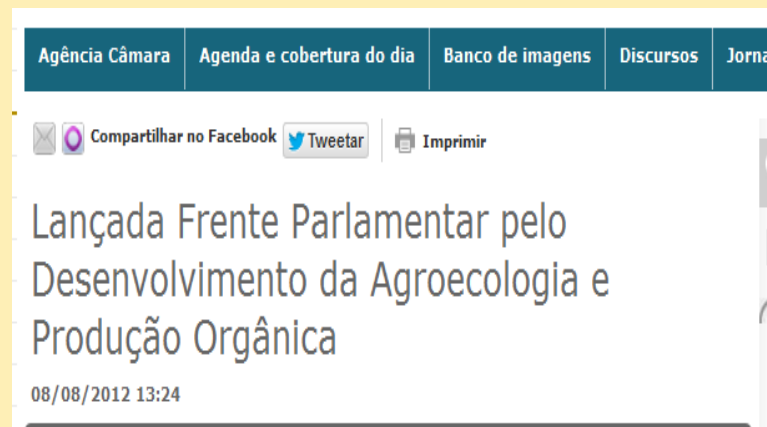 Agência Câmara Agenda e cobertura do dia Banco de imagens Discursos
Compartilhar no Facebook Tweetar Imprimir
Lançada Frente Parlamentar pelo
Desenvolvimento da Agroecologia e
Produção Orgânica
08/08/2012 13:24